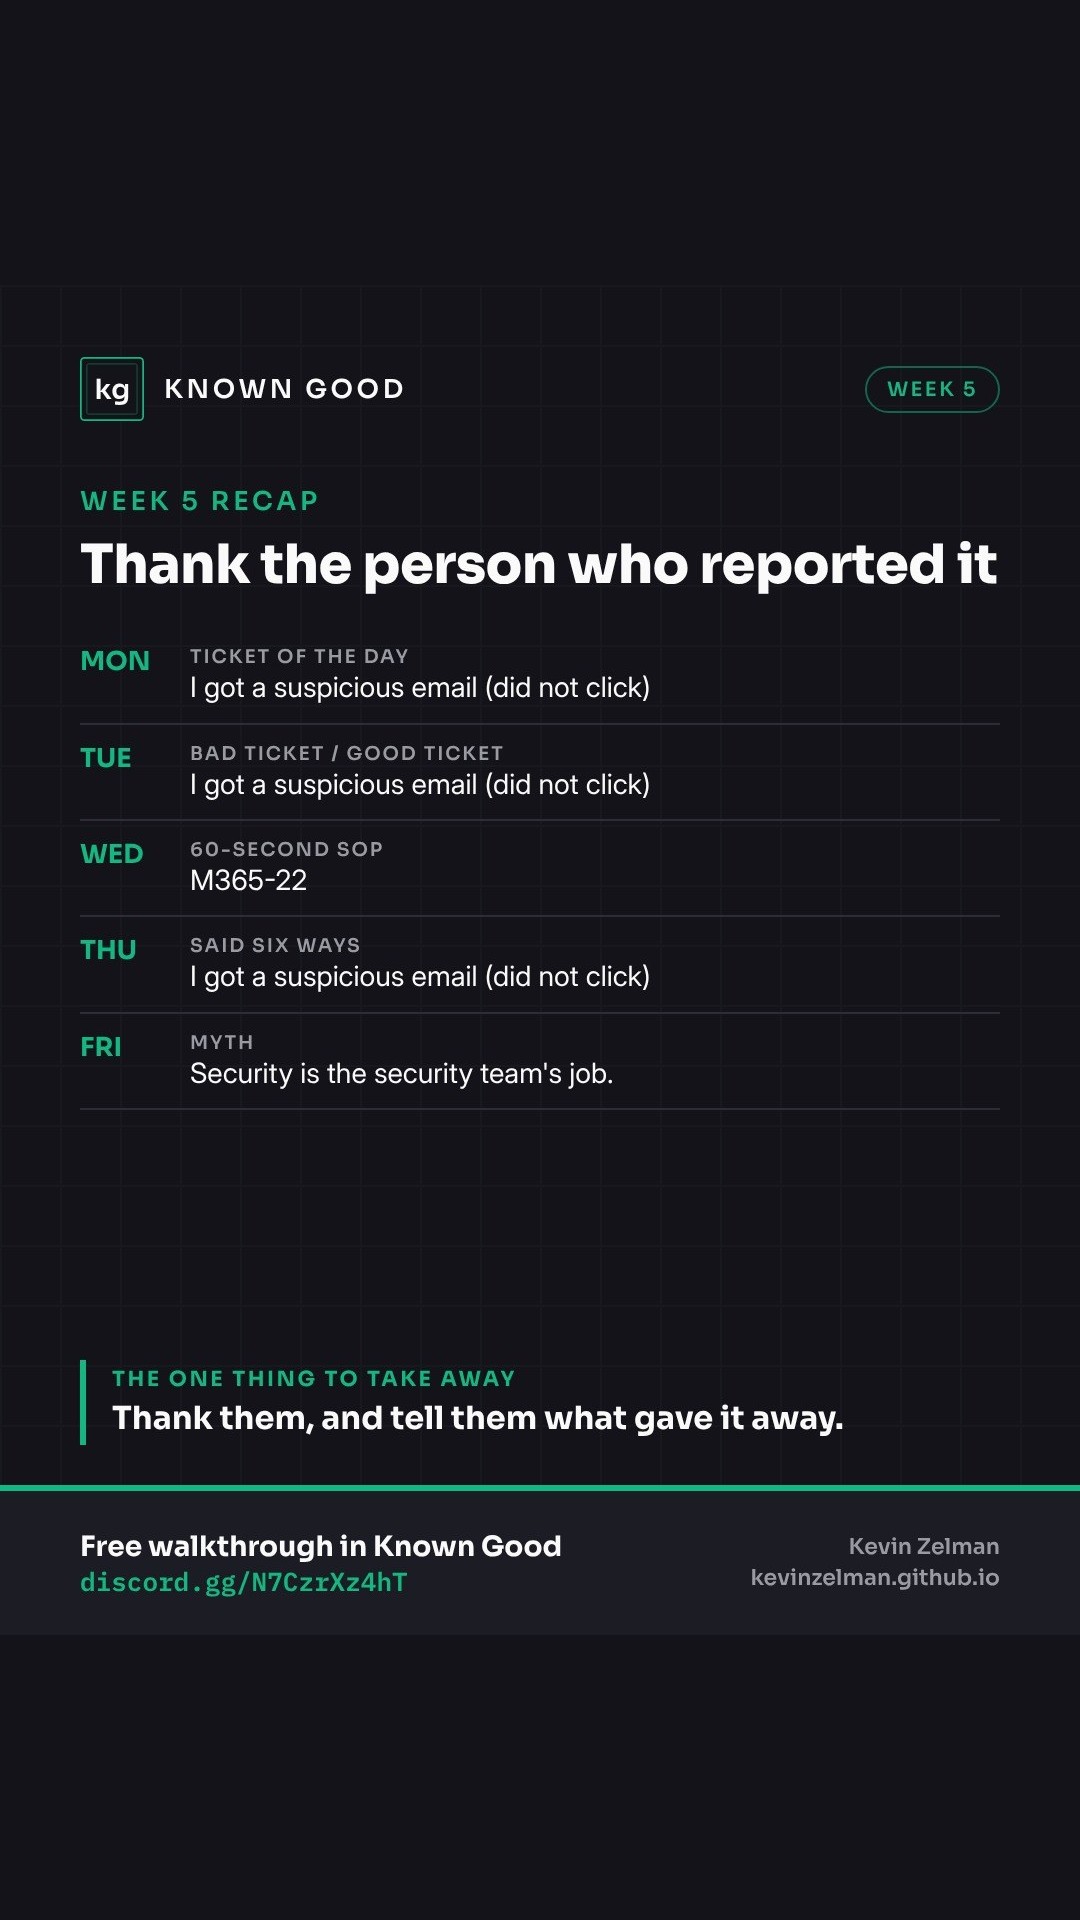 kg KNOWN GOOD
WEEK 5
WEEK 5 RECAP
Thank the person who reported it
MON
TICKET OF THE DAY
I got a suspicious email (did not click)
TUE
BAD TICKET / GOOD TICKET
I got a suspicious email (did not click)
WED
60-SECOND SOP
M365-22
THU
SAID SIX WAYS
I got a suspicious email (did not click)
FRI
MYTH
Security is the security team's job.
THE ONE THING TO TAKE AWAY
Thank them, and tell them what gave it away.
Free walkthrough in Known Good
discord.gg/N7CzrXz4hT
Kevin Zelman
kevinzelman.github.io